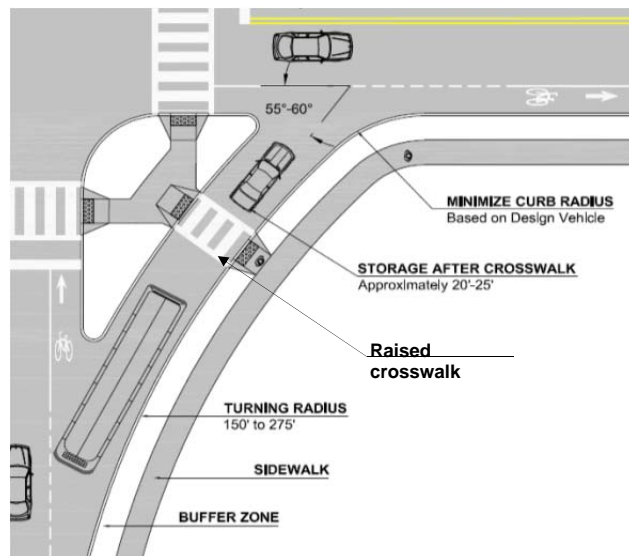 55°-60°
MINIMIZE CURB RADIUS
Based on Design Vehicle
STORAGE AFTER CROSSWALK
Approximately 20'-25'
Raised
crosswalk
TURNING RADIUS
150' to 275'
SIDEWALK
BUFFER ZONE